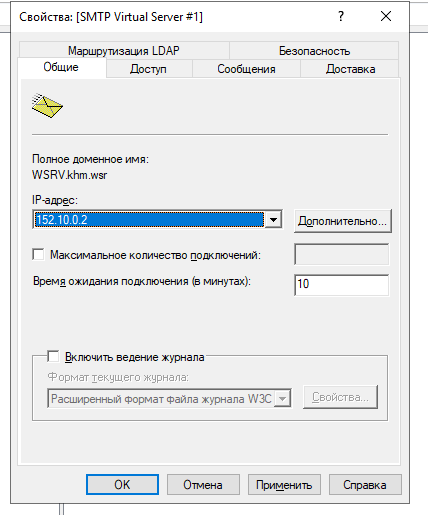 Свойства: [SMTP Virtual Server #1]
Маршрутизация LDAP
Безопасность
Общие
Доступ
Сообщения
Доставка
Полное доменное имя:
WSRV.khm.wsr
IP-адрес:
152.10.0.2
Дополнительно...
Максимальное количество подключений:
Время ожидания подключения (в минутах):
10
Включить ведение журнала
Формат текущего журнала:
Расширенный формат файла журнала W3C
Свойства...
OK
Отмена
Применить
Справка